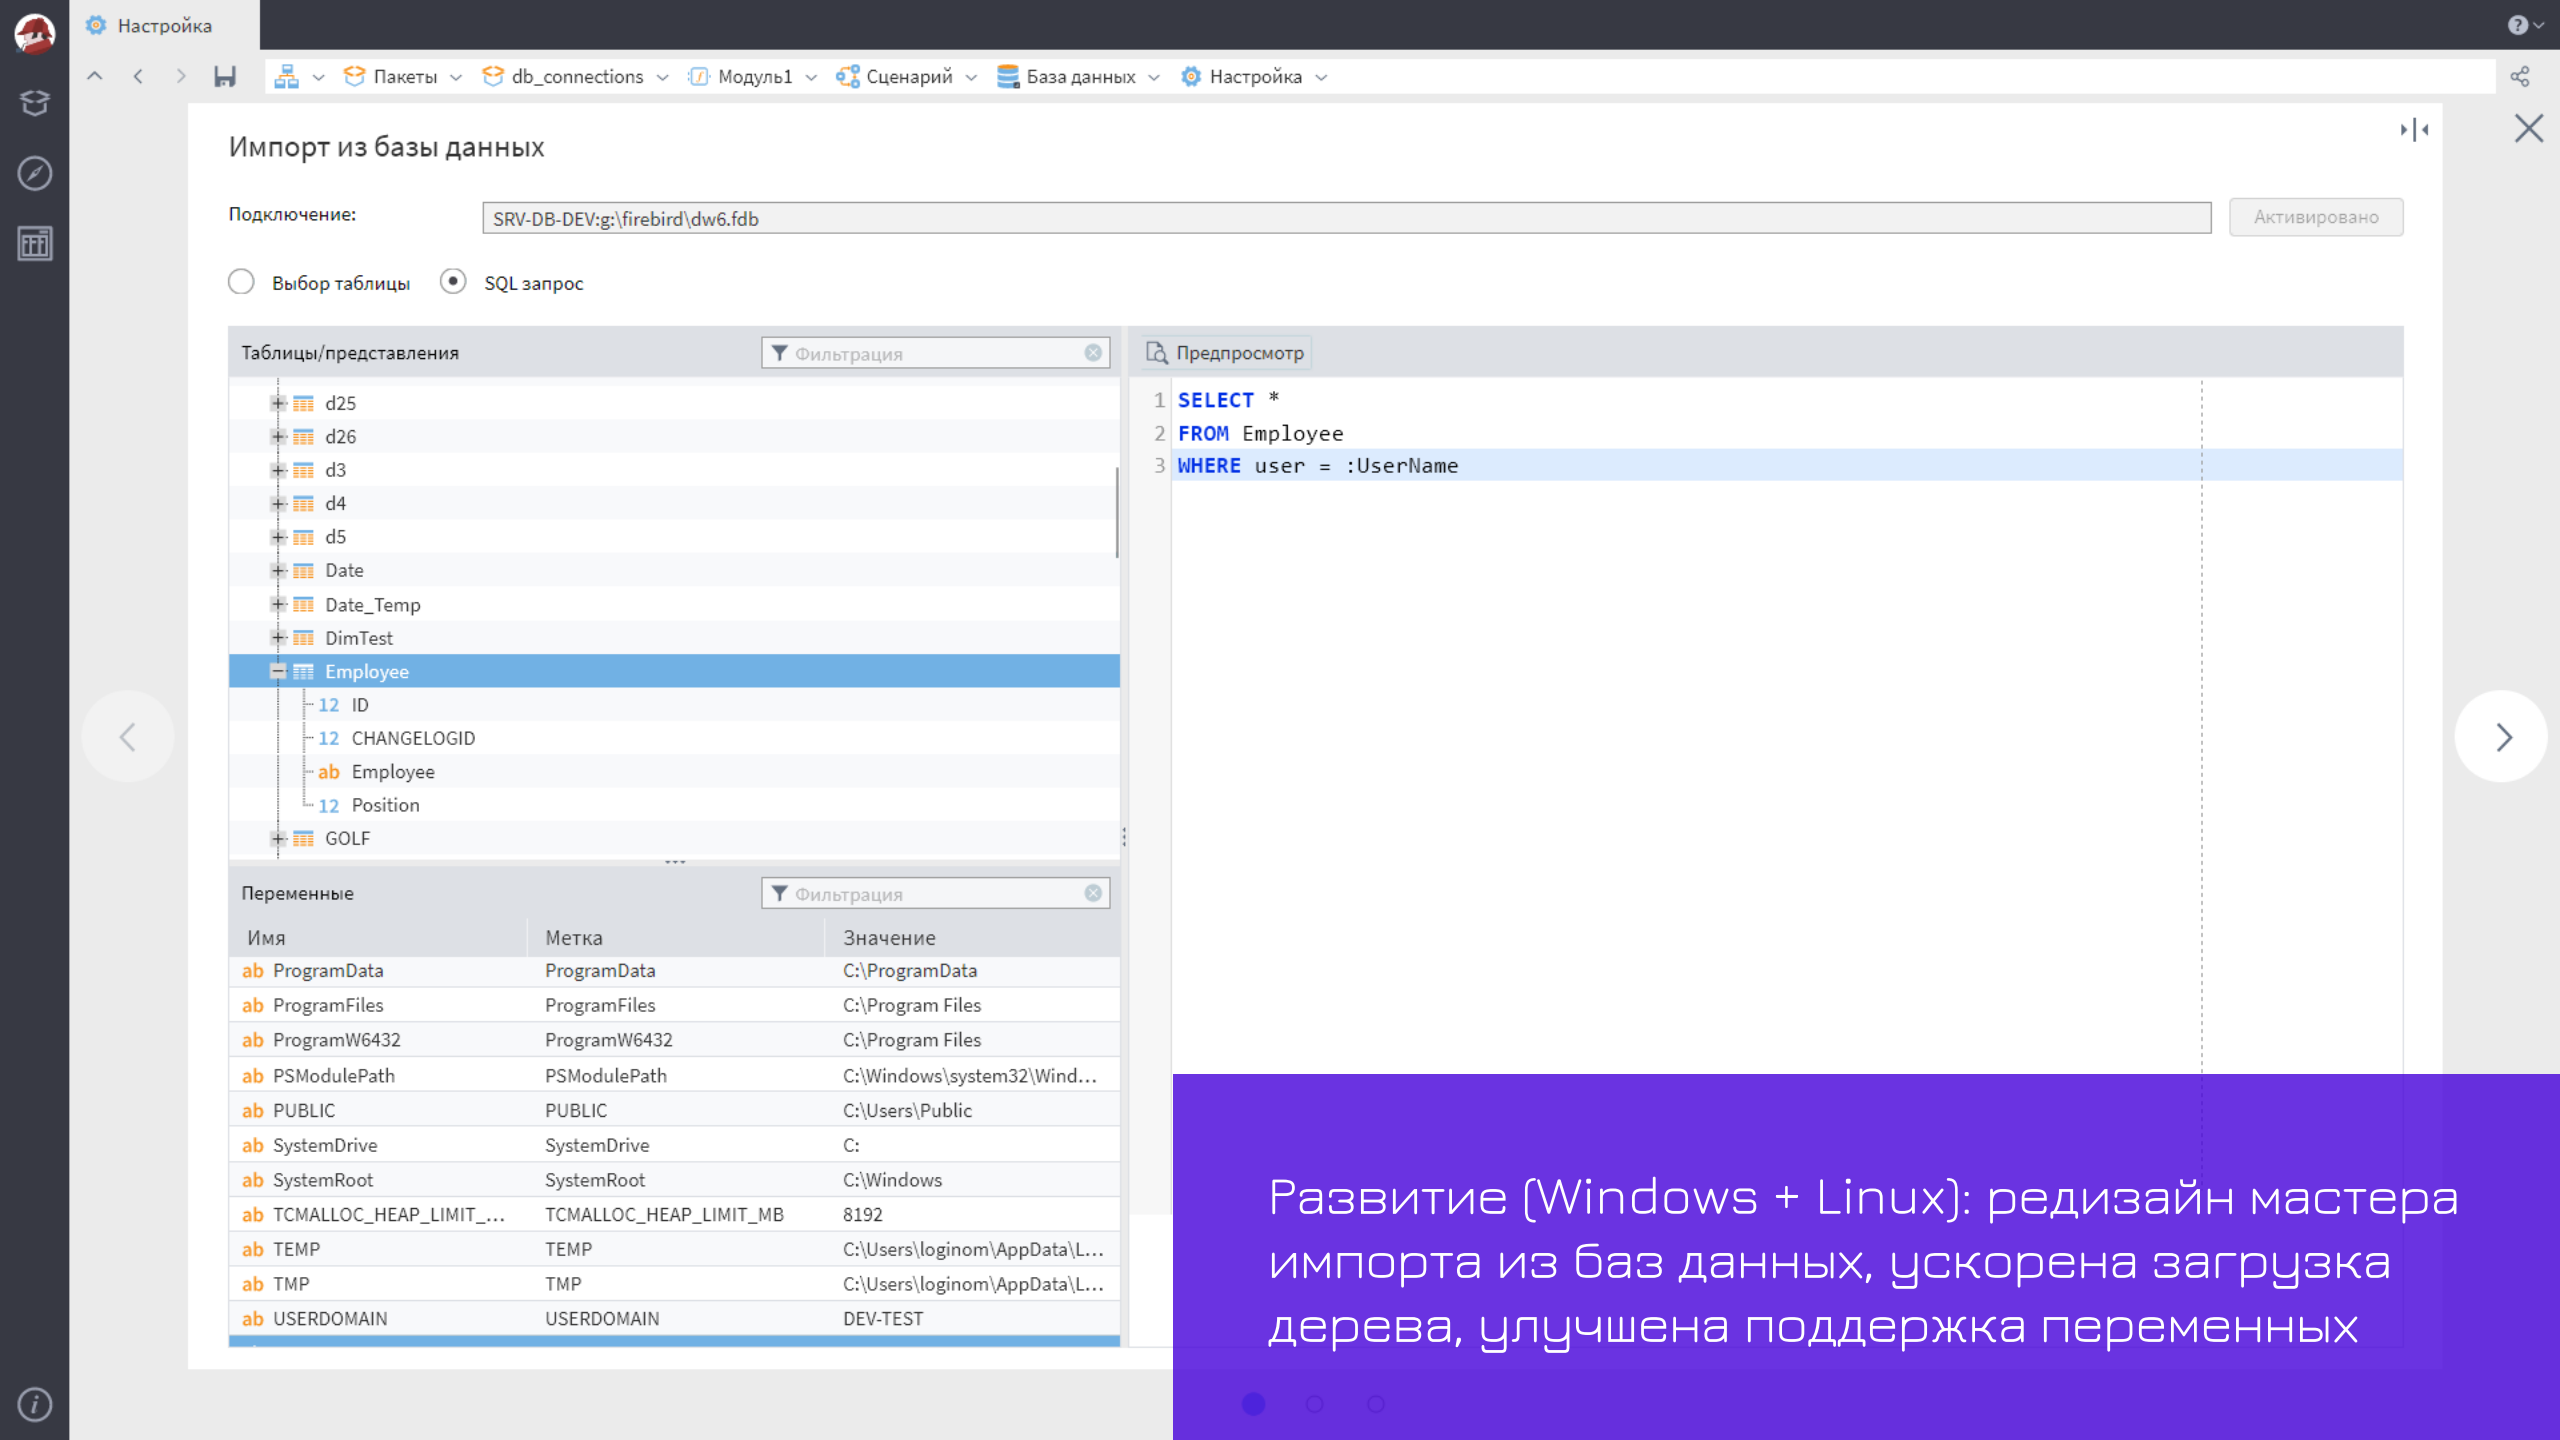 Настройка
Пакеты
db_connections
Модуль1
Сценарий
База данных
Настройка
Импорт из базы данных
Подключение:
SRV-DB-DEV:g:\firebird\dw6.fdb
Активировано
Выбор таблицы
SQL запрос
Таблицы/представления
Фильтрация
d25
d26
d3
d4
d5
Date
Date_Temp
DimTest
Employee
12 ID
12 CHANGELOGID
ab Employee
12 Position
GOLF
Переменные
Фильтрация
Имя Метка Значение
ab ProgramData ProgramData C:\ProgramData
ab ProgramFiles ProgramFiles C:\Program Files
ab ProgramW6432 ProgramW6432 C:\Program Files
ab PSModulePath PSModulePath C:\Windows\system32\Wind...
ab PUBLIC PUBLIC C:\Users\Public
ab SystemDrive SystemDrive C:
ab SystemRoot SystemRoot C:\Windows
ab TCMALLOC_HEAP_LIMIT_... TCMALLOC_HEAP_LIMIT_MB 8192
ab TEMP TEMP C:\Users\loginom\AppData\L...
ab TMP TMP C:\Users\loginom\AppData\L...
ab USERDOMAIN USERDOMAIN DEV-TEST
Предпросмотр
1 SELECT *
2 FROM Employee
3 WHERE user = :UserName
Развитие (Windows + Linux): редизайн мастера
импорта из баз данных, ускорена загрузка
дерева, улучшена поддержка переменных